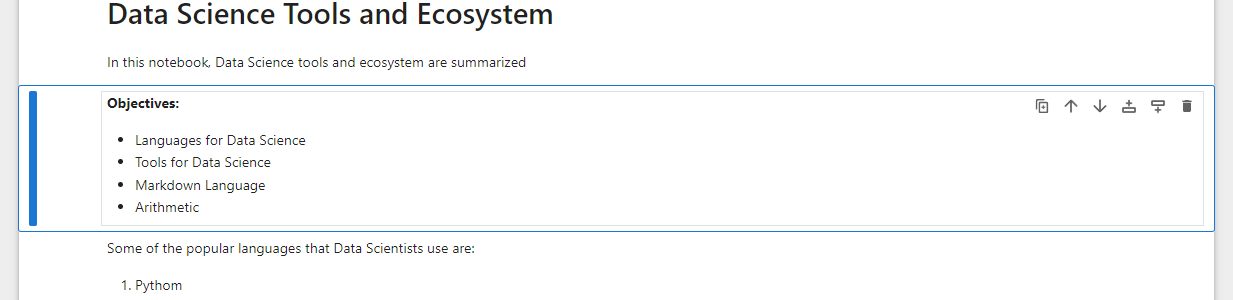 Data Science Tools and Ecosystem
In this notebook, Data Science tools and ecosystem are summarized
Objectives:
Languages for Data Science
Tools for Data Science
Markdown Language
Arithmetic
Some of the popular languages that Data Scientists use are:
1. Pythom